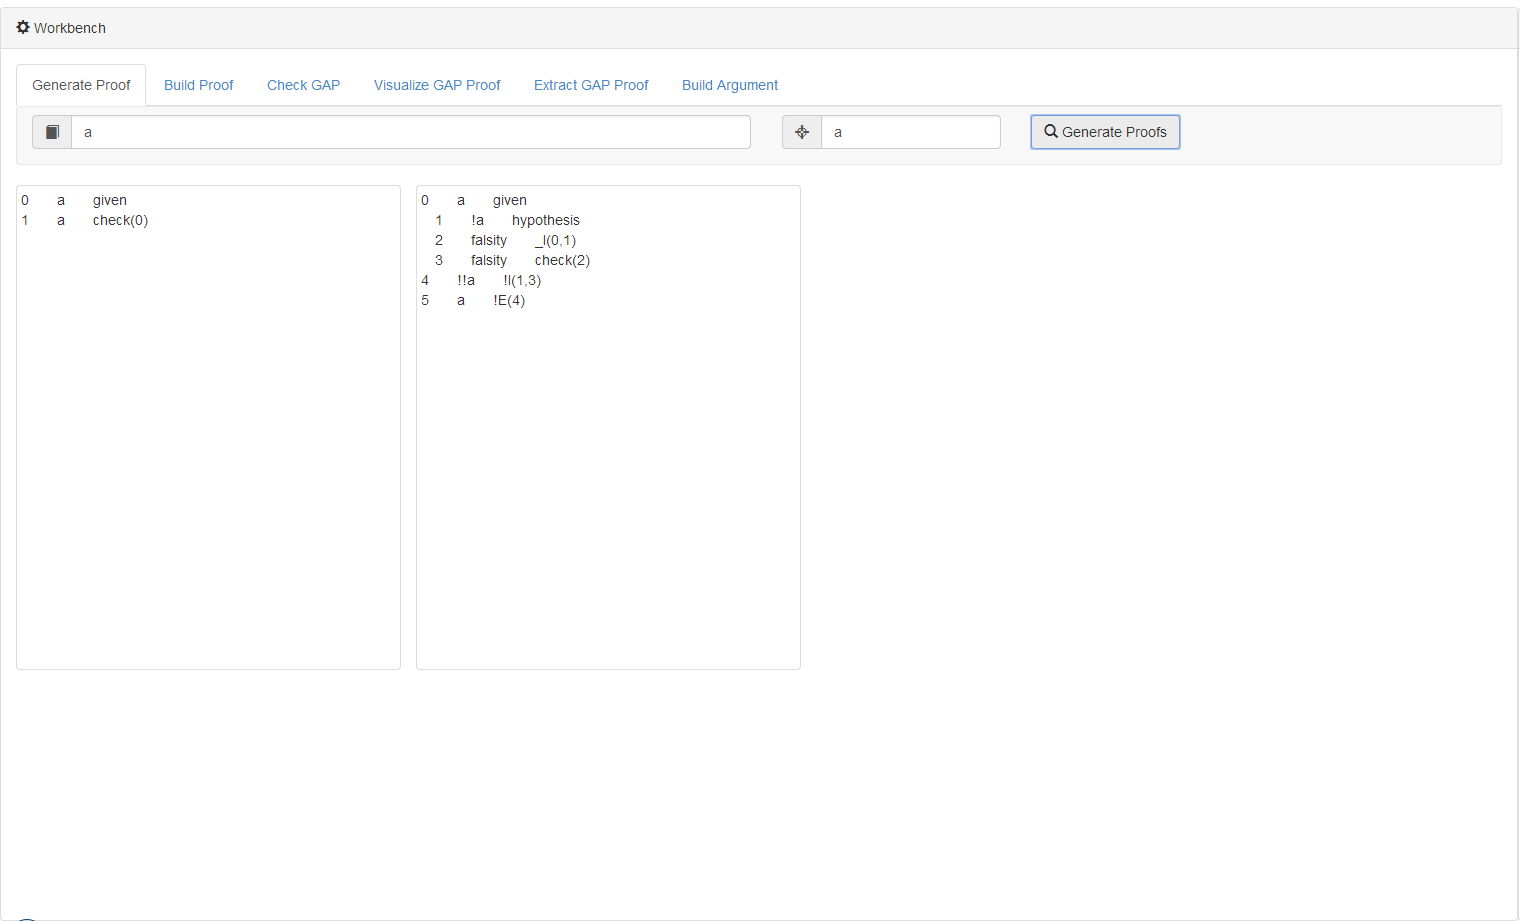 Workbench
Generate Proof Build Proof Check GAP Visualize GAP Proof Extract GAP Proof Build Argument
a a Generate Proofs
0 a given
1 a check(0)
0 a given
1 !a hypothesis
2 falsity _I(0,1)
3 falsity check(2)
4 !!a !I(1,3)
5 a !E(4)